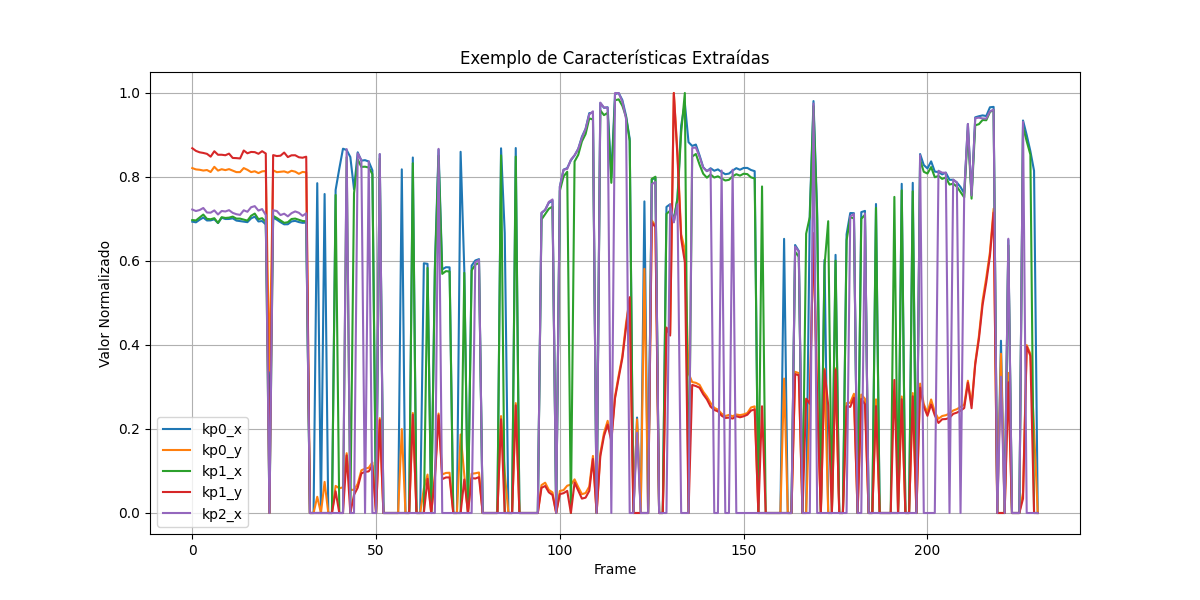 Exemplo de Características Extraídas
Valor Normalizado
1.0
0.8
0.6
0.4
0.2
0.0
kp0_x
kp0_y
kp1_x
kp1_y
kp2_x
0 50 100 150 200
Frame